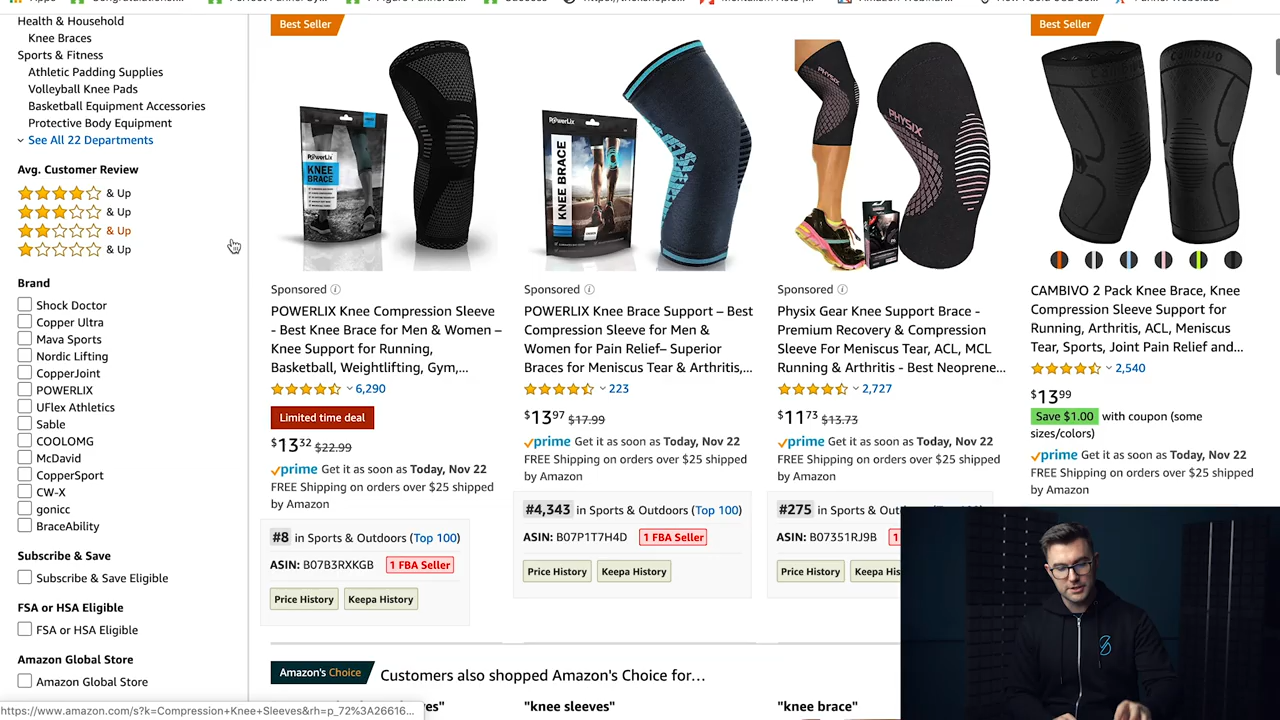 Health & Household
Knee Braces
Sports & Fitness
Athletic Padding Supplies
Volleyball Knee Pads
Basketball Equipment Accessories
Protective Body Equipment
See All 22 Departments
Avg. Customer Review
& Up
& Up
& Up
& Up
Brand
Shock Doctor
Copper Ultra
Mava Sports
Nordic Lifting
CopperJoint
POWERLIX
UFlex Athletics
Sable
COOLOMG
McDavid
CopperSport
CW-X
gonicc
BraceAbility
Subscribe & Save
Subscribe & Save Eligible
FSA or HSA Eligible
FSA or HSA Eligible
Amazon Global Store
Amazon Global Store
https://www.amazon.com/s?k=Compression+Knee+Sleeves&rh=p_72%3A26616...
Best Seller
PowerLix
KNEE
BRACE
Sponsored
POWERLIX Knee Compression Sleeve
- Best Knee Brace for Men & Women –
Knee Support for Running,
Basketball, Weightlifting, Gym,...
6,290
Limited time deal
$13.32 $22.99
prime Get it as soon as Today, Nov 22
FREE Shipping on orders over $25 shipped
by Amazon
#8 in Sports & Outdoors (Top 100)
ASIN: B07B3RXKGB 1 FBA Seller
Price History Keepa History
PowerLix
KNEE BRACE
Sponsored
POWERLIX Knee Brace Support – Best
Compression Sleeve for Men &
Women for Pain Relief– Superior
Braces for Meniscus Tear & Arthritis,...
223
$13.97 $17.99
prime Get it as soon as Today, Nov 22
FREE Shipping on orders over $25 shipped
by Amazon
#4,343 in Sports & Outdoors (Top 100)
ASIN: B07P1T7H4D 1 FBA Seller
Price History Keepa History
PHYSIX
PHYSIX
Sponsored
Physix Gear Knee Support Brace -
Premium Recovery & Compression
Sleeve For Meniscus Tear, ACL, MCL
Running & Arthritis - Best Neoprene...
2,727
$11.73 $13.73
prime Get it as soon as Today, Nov 22
FREE Shipping on orders over $25 shipped
by Amazon
#275 in Sports & Out
ASIN: B07351RJ9B 1
Price History Keepa His
Best Seller
CAMBIVO
CAMBIVO 2 Pack Knee Brace, Knee
Compression Sleeve Support for
Running, Arthritis, ACL, Meniscus
Tear, Sports, Joint Pain Relief and...
2,540
$13.99
Save $1.00 with coupon (some
sizes/colors)
prime Get it as soon as Today, Nov 22
FREE Shipping on orders over $25 shipped
by Amazon
Amazon's Choice Customers also shopped Amazon's Choice for…
"knee sleeves"
"knee brace"